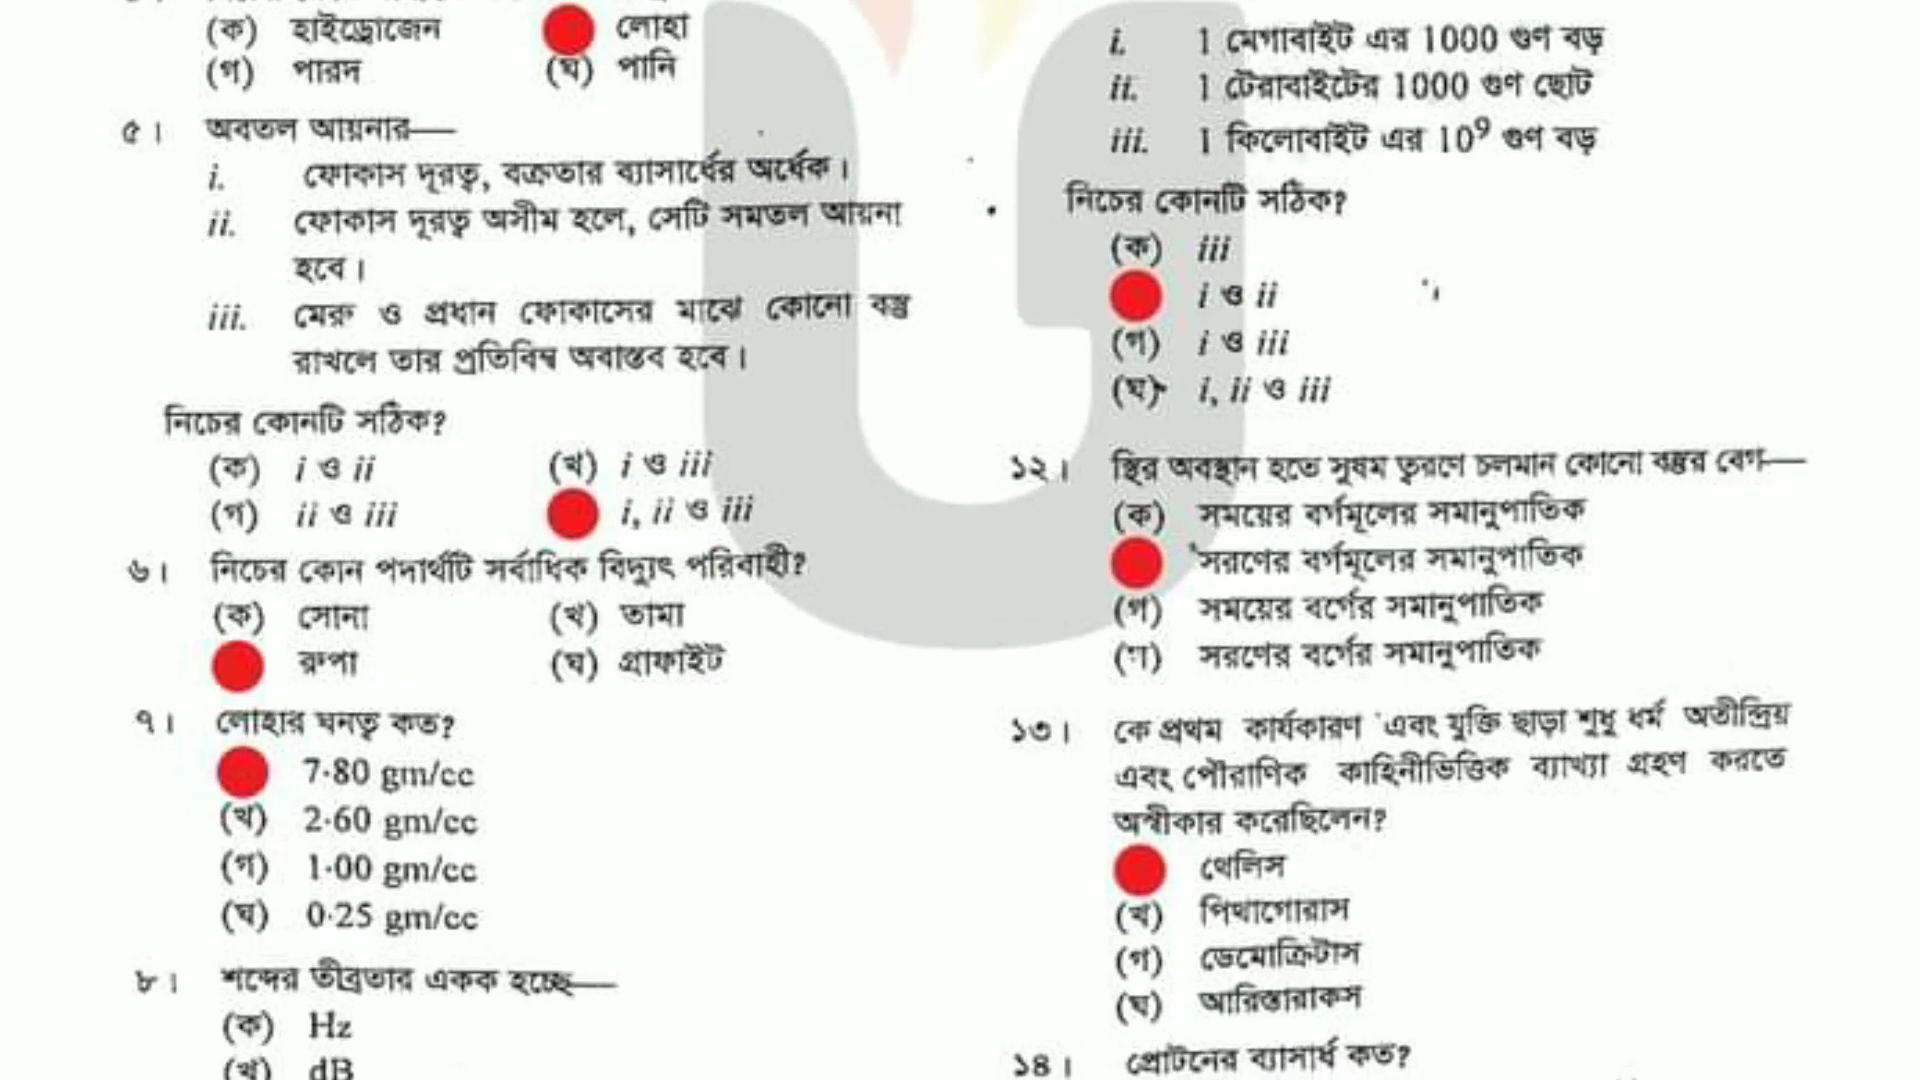 (ক) হাইড্রোজেন লোহা
(গ) পারদ (ঘ) পানি
৫। অবতল আয়নার—
i. ফোকাস দূরত্ব, বক্রতার ব্যাসার্ধের অর্ধেক।
ii. ফোকাস দূরত্ব অসীম হলে, সেটি সমতল আয়না
হবে।
iii. মেরু ও প্রধান ফোকাসের মাঝে কোনো বস্তু
রাখলে তার প্রতিবিম্ব অবাস্তব হবে।
নিচের কোনটি সঠিক?
(ক) i ও ii (খ) i ও iii
(গ) ii ও iii i, ii ও iii
৬। নিচের কোন পদার্থটি সর্বাধিক বিদ্যুৎ পরিবাহী?
(ক) সোনা (খ) তামা
রুপা (ঘ) গ্রাফাইট
৭। লোহার ঘনত্ব কত?
7·80 gm/cc
(খ) 2·60 gm/cc
(গ) 1·00 gm/cc
(ঘ) 0·25 gm/cc
৮। শব্দের তীব্রতার একক হচ্ছে—
(ক) Hz
(খ) dB
i. 1 মেগাবাইট এর 1000 গুণ বড়
ii. 1 টেরাবাইটের 1000 গুণ ছোট
iii. 1 কিলোবাইট এর 10⁹ গুণ বড়
নিচের কোনটি সঠিক?
(ক) iii
i ও ii
(গ) i ও iii
(ঘ) i, ii ও iii
১২। স্থির অবস্থান হতে সুষম ত্বরণে চলমান কোনো বস্তুর বেগ—
(ক) সময়ের বর্গমূলের সমানুপাতিক
সরণের বর্গমূলের সমানুপাতিক
(গ) সময়ের বর্গের সমানুপাতিক
সরণের বর্গের সমানুপাতিক
১৩। কে প্রথম কার্যকারণ এবং যুক্তি ছাড়া শুধু ধর্ম অতীন্দ্রিয়
এবং পৌরাণিক কাহিনীভিত্তিক ব্যাখ্যা গ্রহণ করতে
অস্বীকার করেছিলেন?
থেলিস
(খ) পিথাগোরাস
(গ) ডেমোক্রিটাস
(ঘ) আরিস্তারাকস
১৪। প্রোটনের ব্যাসার্ধ কত?